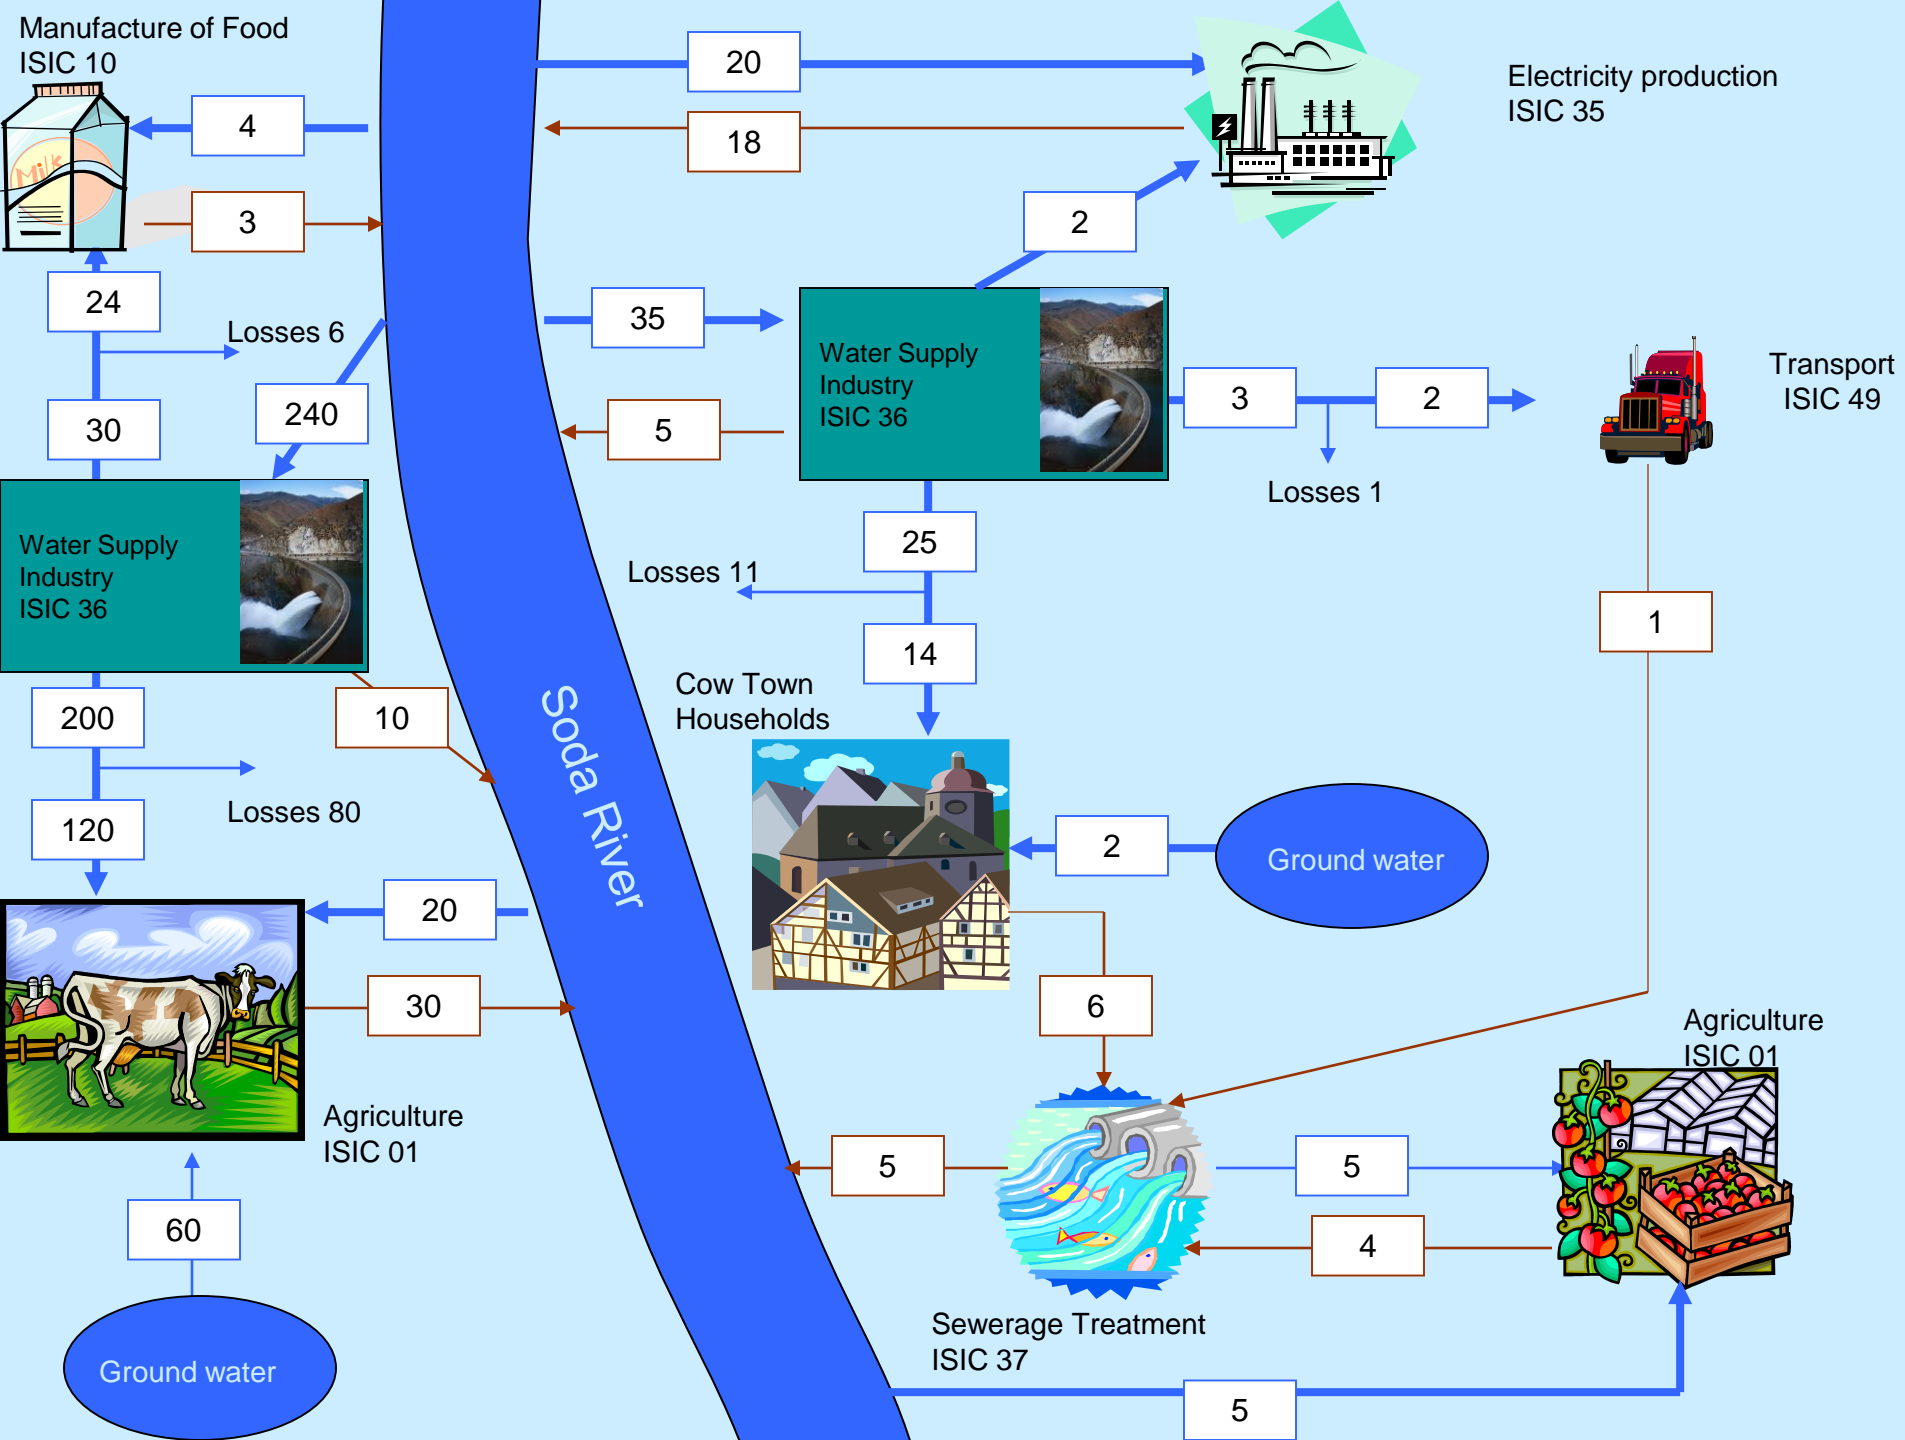 Manufacture of Food
ISIC 10
20
Electricity production
ISIC 35
4
18
Milk
3
2
24
Losses 6
35
Water Supply
Industry
ISIC 36
3
2
Transport
ISIC 49
30
240
5
Losses 1
Water Supply
Industry
ISIC 36
25
Losses 11
14
1
200
10
Cow Town
Households
Soda River
Losses 80
120
2
Ground water
20
30
6
Agriculture
ISIC 01
Agriculture
ISIC 01
5
5
60
4
Sewerage Treatment
ISIC 37
Ground water
5